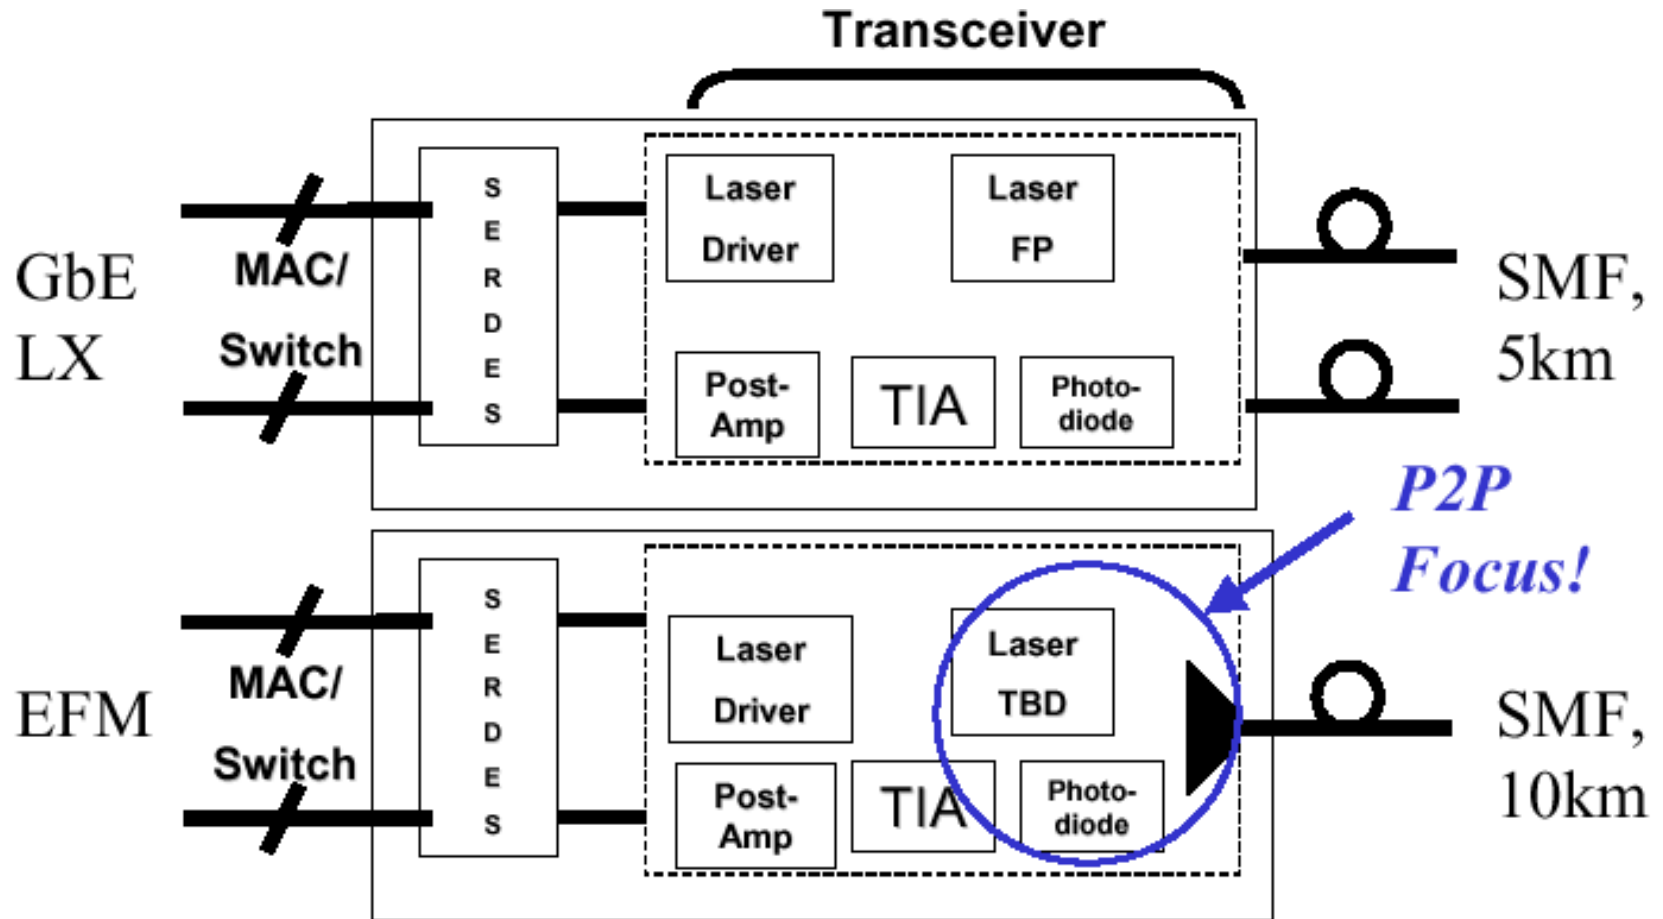 Transceiver
GbE
LX
MAC/
Switch
S
E
R
D
E
S
Laser
Driver
Laser
FP
Post-
Amp
TIA
Photo-
diode
SMF,
5km
P2P
Focus!
EFM
MAC/
Switch
S
E
R
D
E
S
Laser
Driver
Laser
TBD
Post-
Amp
TIA
Photo-
diode
SMF,
10km